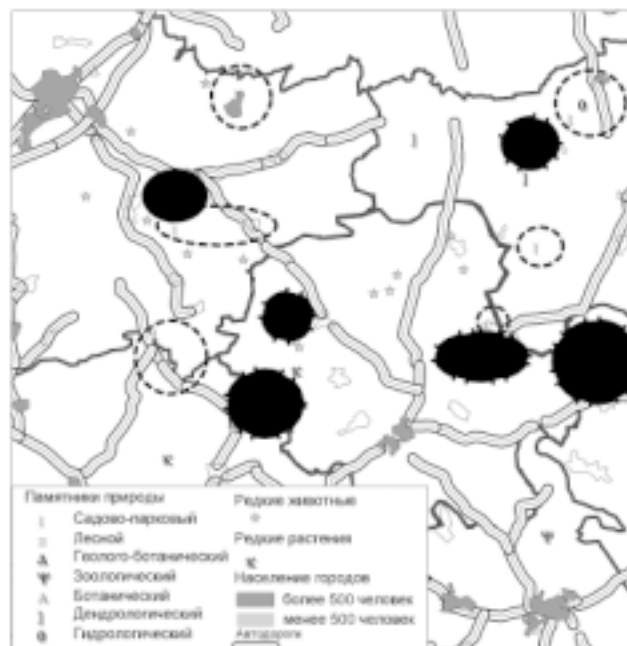 Памятники природы
Садово-парковый
Лесной
Геолого-ботанический
Зоологический
Ботанический
Дендрологический
Гидрологический
Редкие животные
Редкие растения
Население городов
более 500 человек
менее 500 человек
Автодороги